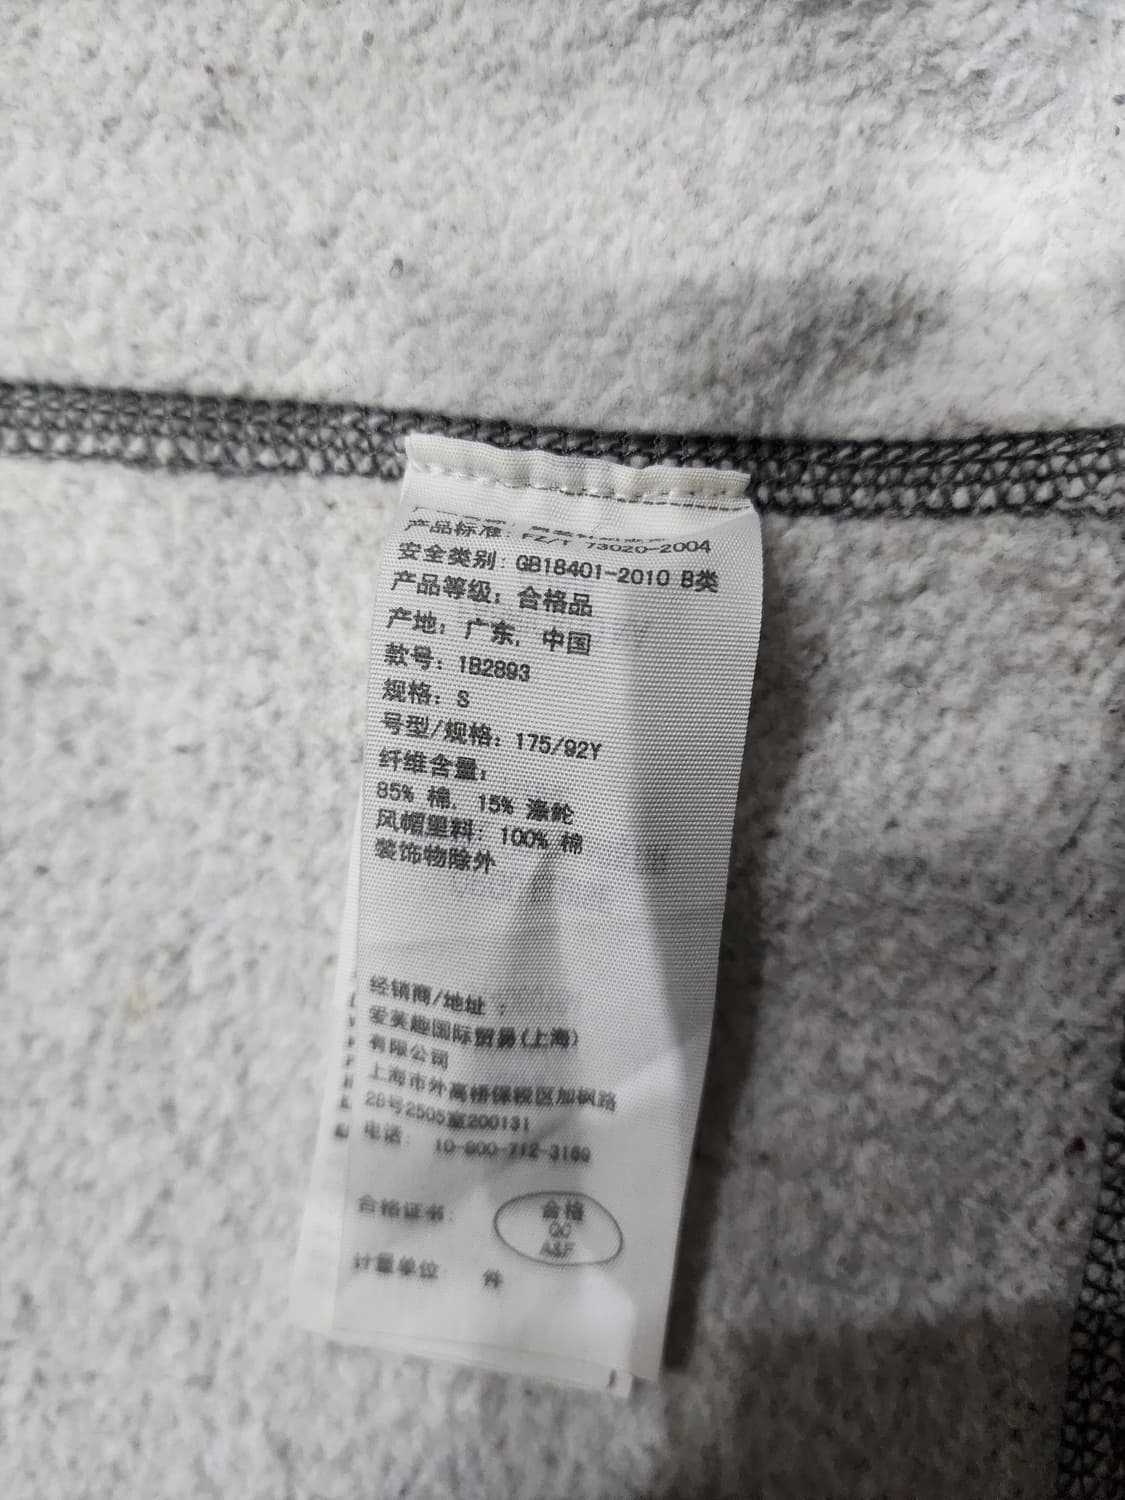 产品标准: FZ/T 73020-2004
安全类别: GB18401-2010 B类
产品等级: 合格品
产地: 广东, 中国
款号: 1B2893
规格: S
号型/规格: 175/92Y
纤维含量:
85% 棉, 15% 涤纶
风帽里料: 100% 棉
装饰物除外
经销商/地址 :
爱芙趣国际贸易(上海)
有限公司
上海市外高桥保税区加枫路
28号2505室200131
电话: 10-800-712-3169
合格证书: 合格
QC
A&F
计量单位: 件